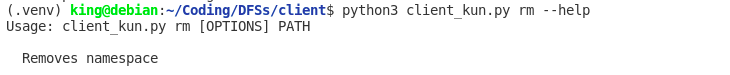 (.venv) king@debian:~/Coding/DFSs/client$ python3 client_kun.py rm --help
Usage: client_kun.py rm [OPTIONS] PATH
Removes namespace